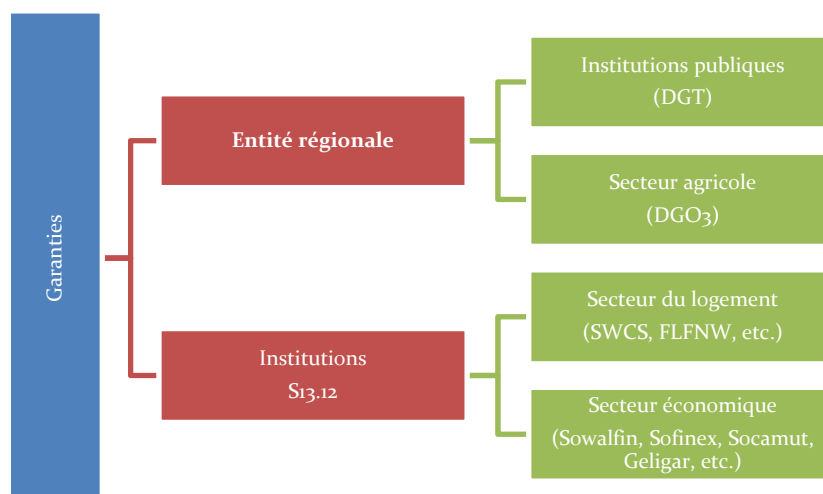 Garanties
Entité régionale
Institutions publiques
(DGT)
Secteur agricole
(DGO3)
Institutions
S13.12
Secteur du logement
(SWCS, FLFNW, etc.)
Secteur économique
(Sowalfin, Sofinex, Socamut,
Geligar, etc.)